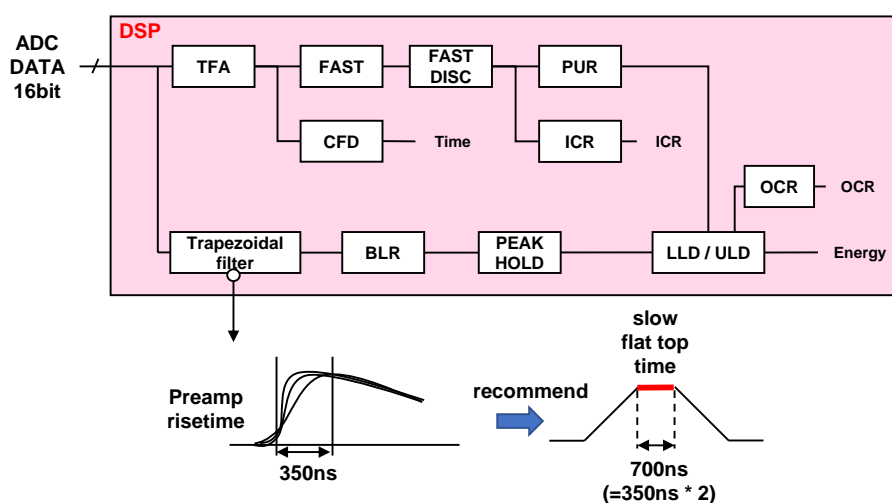 DSP
ADC
DATA
16bit
TFA
FAST
FAST
DISC
PUR
CFD
Time
ICR
ICR
OCR
OCR
Trapezoidal
filter
BLR
PEAK
HOLD
LLD / ULD
Energy
Preamp
risetime
350ns
recommend
slow
flat top
time
700ns
(=350ns * 2)